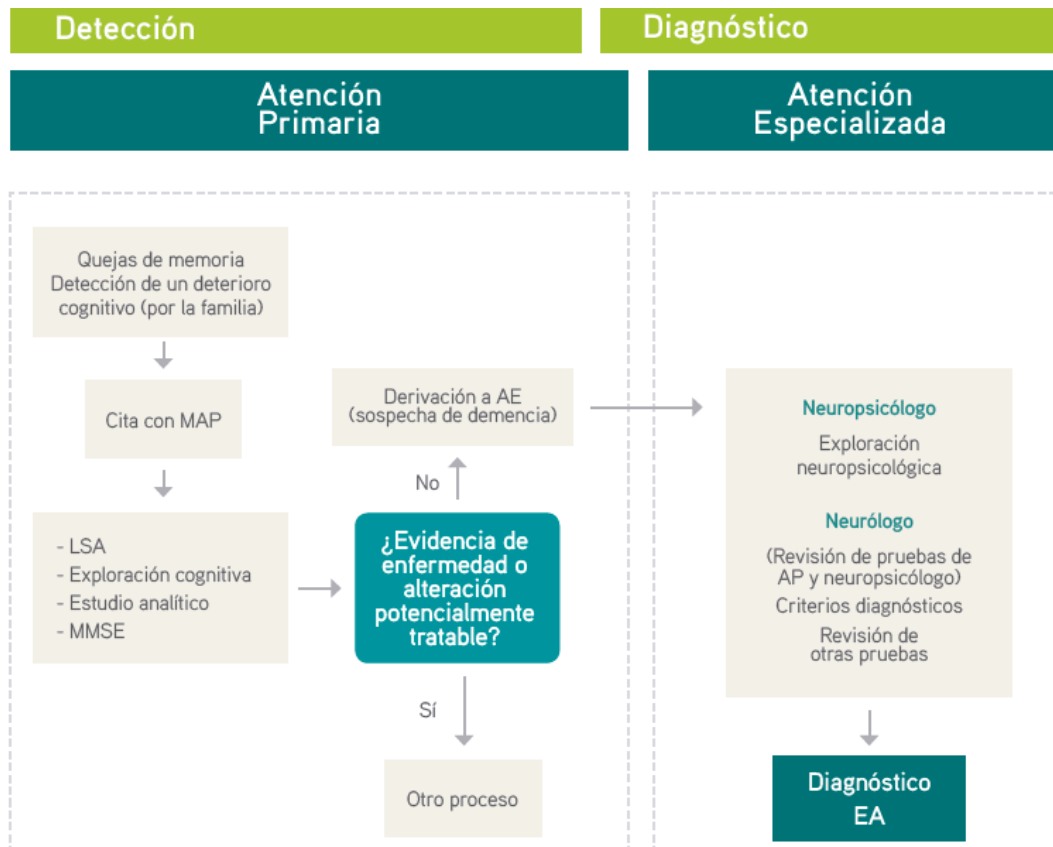 Detección
Diagnóstico
Atención
Primaria
Atención
Especializada
Quejas de memoria
Detección de un deterioro
cognitivo (por la familia)
Cita con MAP
- LSA
- Exploración cognitiva
- Estudio analítico
- MMSE
¿Evidencia de
enfermedad o
alteración
potencialmente
tratable?
No
Derivación a AE
(sospecha de demencia)
Sí
Otro proceso
Neuropsicólogo
Exploración
neuropsicológica
Neurólogo
(Revisión de pruebas de
AP y neuropsicólogo)
Criterios diagnósticos
Revisión de
otras pruebas
Diagnóstico
EA